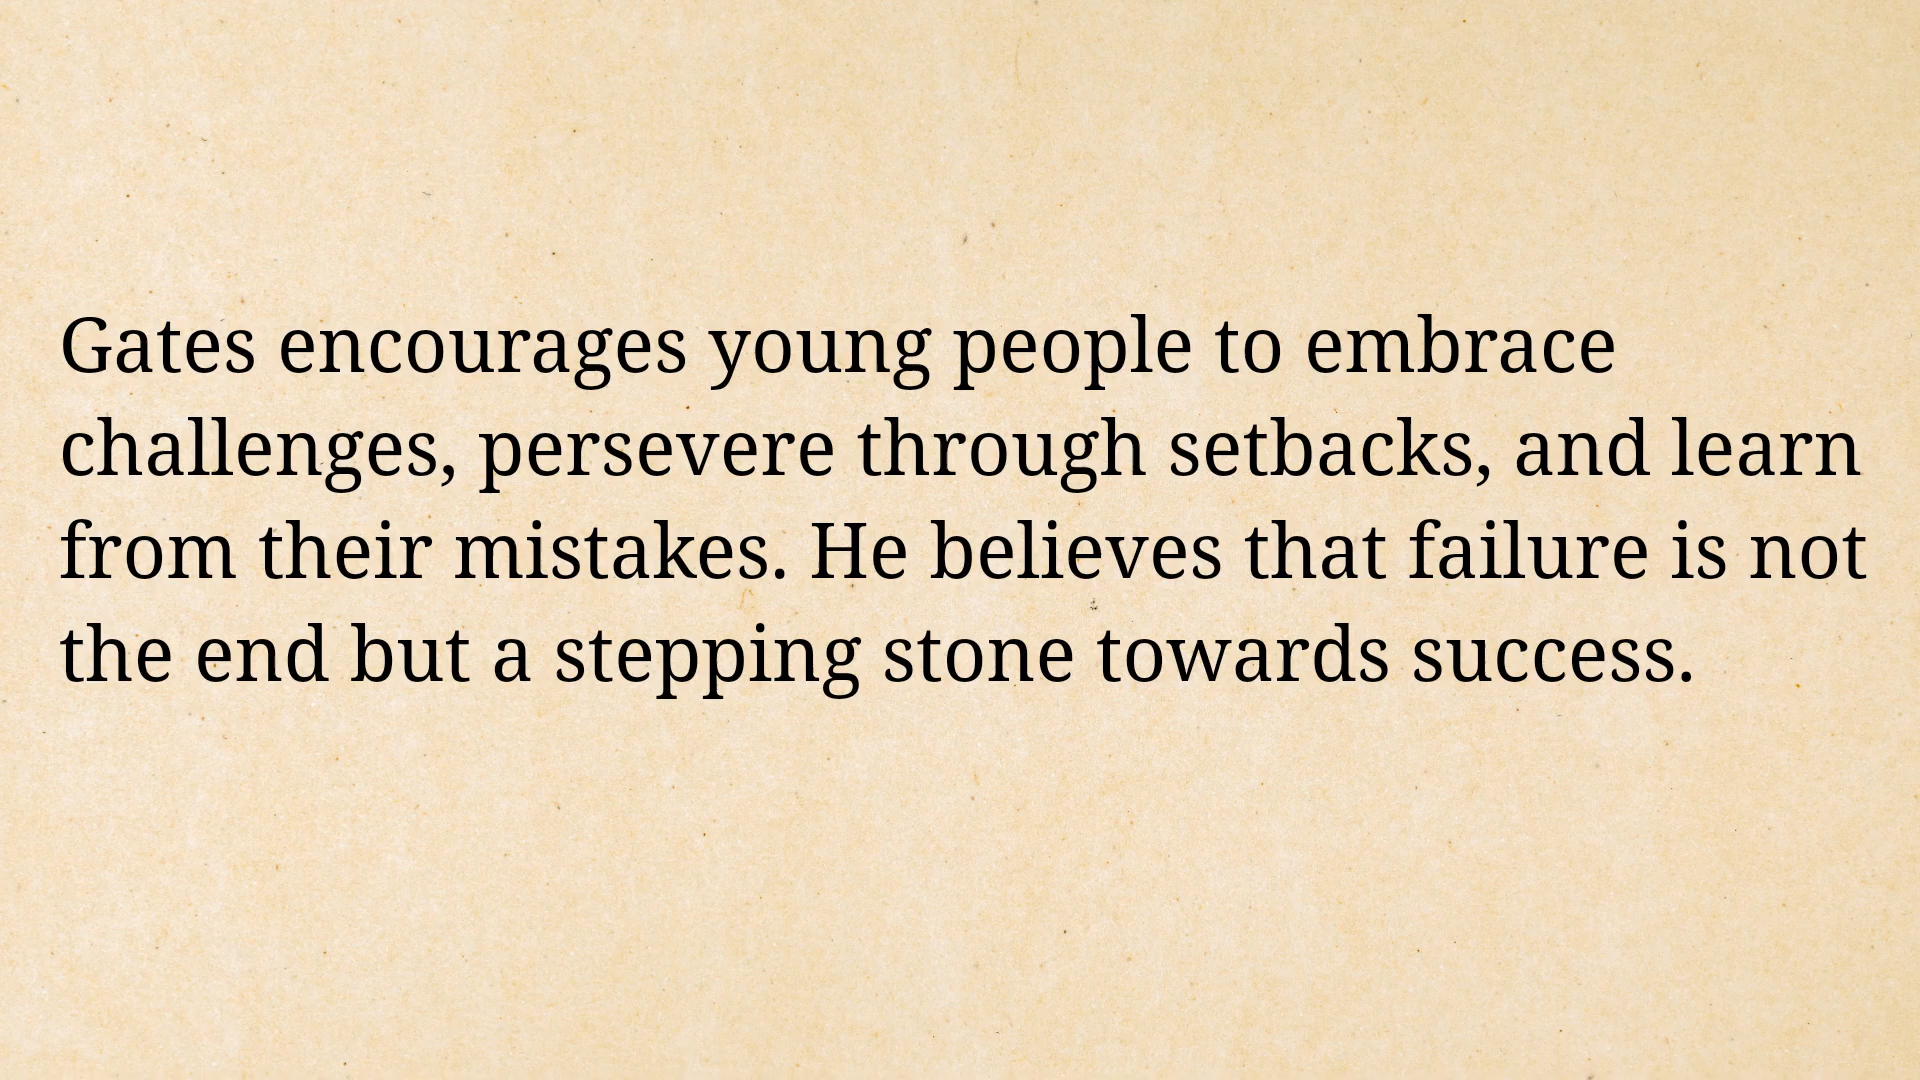 Gates encourages young people to embrace
challenges, persevere through setbacks, and learn
from their mistakes. He believes that failure is not
the end but a stepping stone towards success.